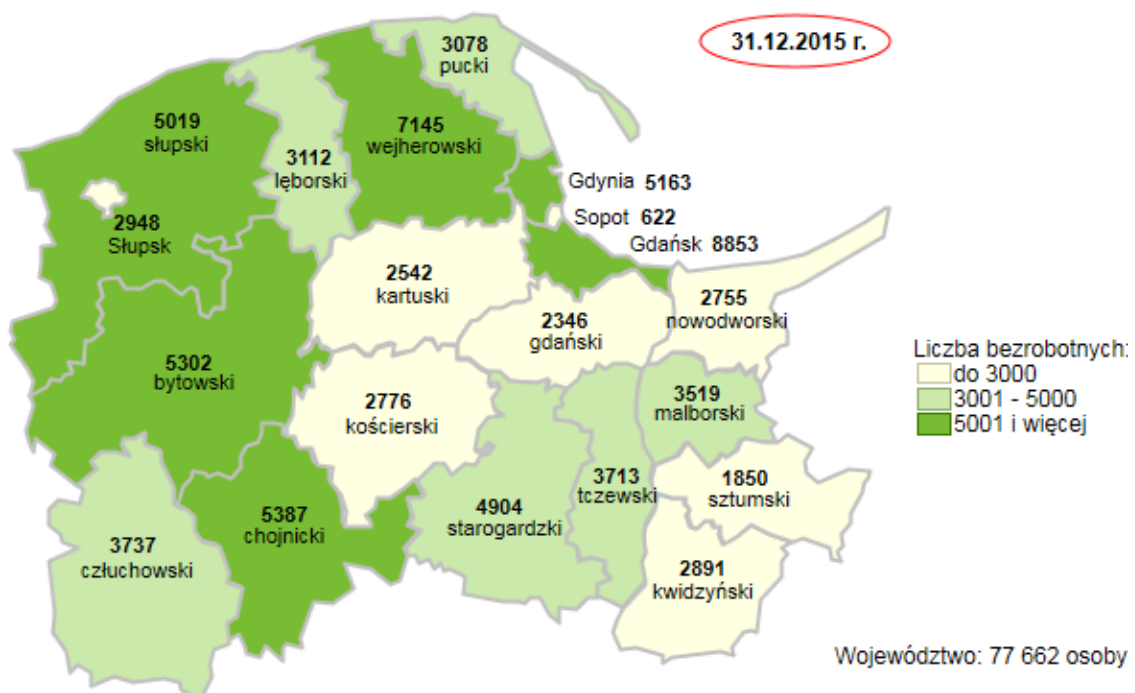 31.12.2015 r.
3078
pucki
5019
słupski
7145
wejherowski
3112
lęborski
Gdynia 5163
Sopot 622
Gdańsk 8853
2948
Słupsk
2542
kartuski
2755
nowodworski
2346
gdański
5302
bytowski
Liczba bezrobotnych:
do 3000
3001 - 5000
5001 i więcej
2776
kościerski
3519
malborski
3713
tczewski
1850
sztumski
4904
starogardzki
5387
chojnicki
3737
człuchowski
2891
kwidzyński
Województwo: 77 662 osoby